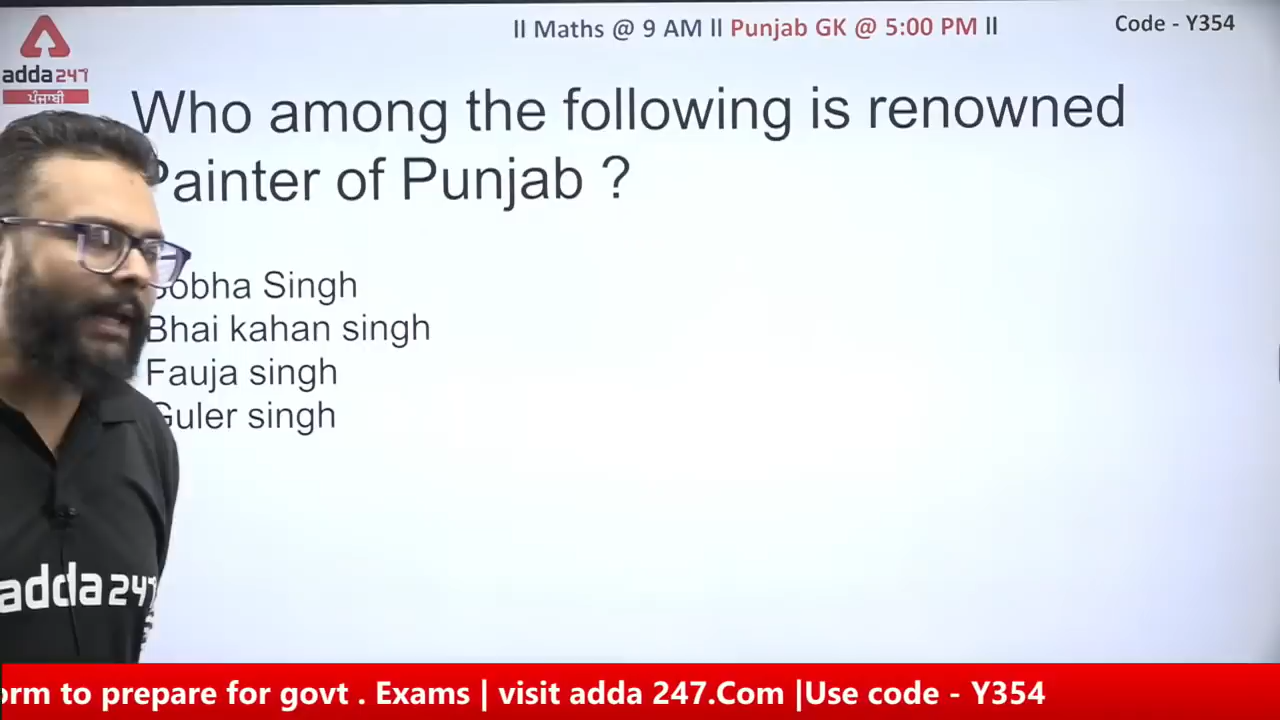 ll Maths @ 9 AM ll Punjab GK @ 5:00 PM ll
Code - Y354
adda247
ਪੰਜਾਬੀ
Who among the following is renowned
Painter of Punjab ?
Sobha Singh
Bhai kahan singh
Fauja singh
Guler singh
adda247
orm to prepare for govt . Exams | visit adda 247.Com |Use code - Y354